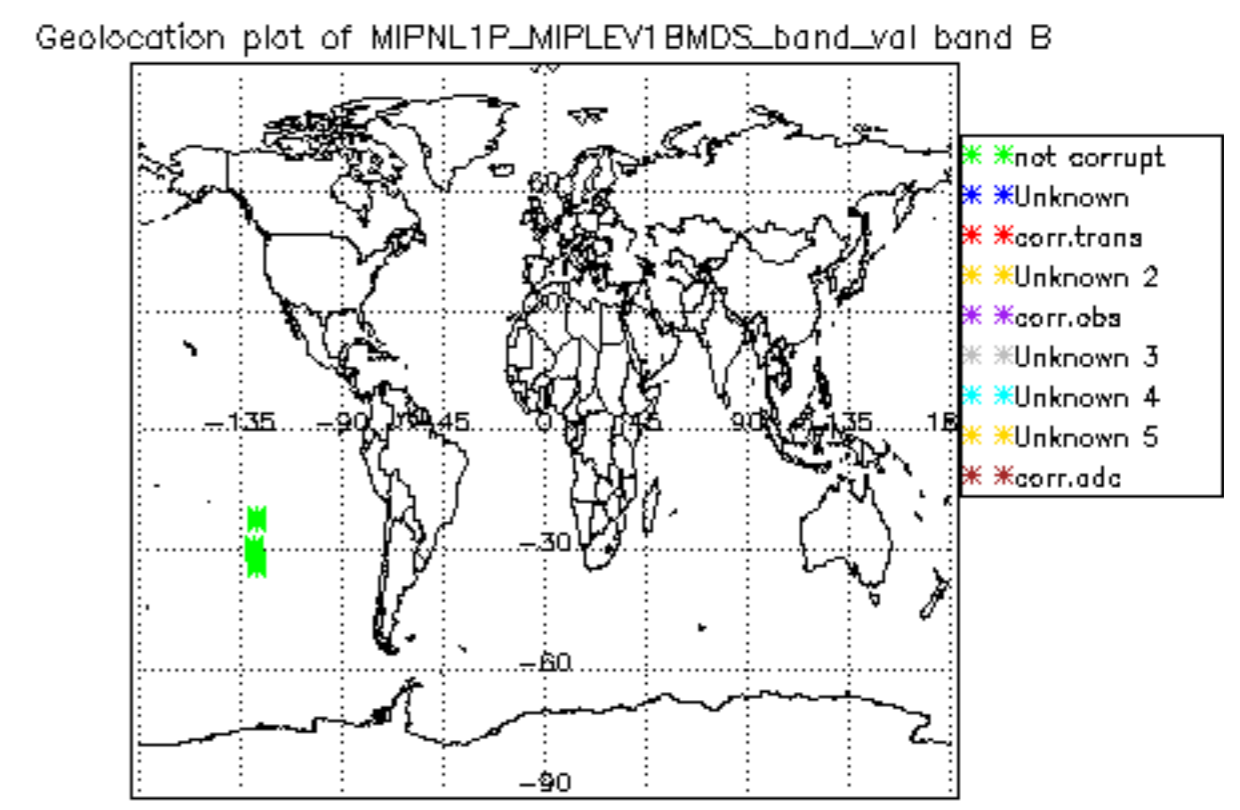 Geolocation plot of MIPNL1P_MIPLEV1BMDS_band_val band B
not corrupt
Unknown
corr.trans
Unknown 2
corr.obs
Unknown 3
Unknown 4
Unknown 5
corr.adc
60
-135 -90 -45 0 45 90 135
-30
-60
-90